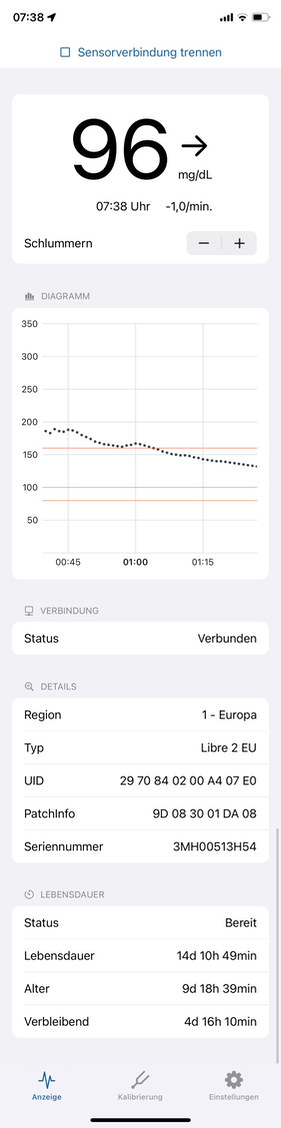 07:38
Sensorverbindung trennen
96
mg/dL
07:38 Uhr -1,0/min.
Schlummern
DIAGRAMM
350
300
250
200
150
100
50
00:45 01:00 01:15
VERBINDUNG
Status Verbunden
DETAILS
Region 1 - Europa
Typ Libre 2 EU
UID 29 70 84 02 00 A4 07 E0
PatchInfo 9D 08 30 01 DA 08
Seriennummer 3MH00513H54
LEBENSDAUER
Status Bereit
Lebensdauer 14d 10h 49min
Alter 9d 18h 39min
Verbleibend 4d 16h 10min
Anzeige Kalibrierung Einstellungen